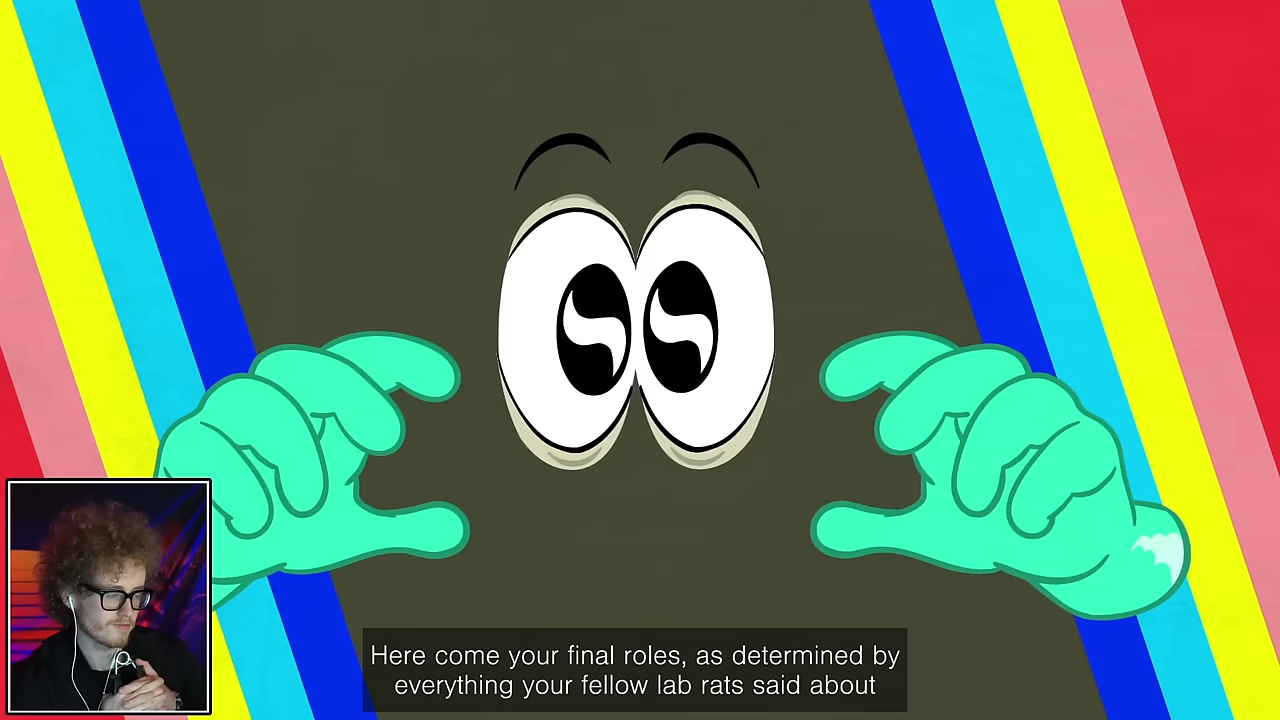 Here come your final roles, as determined by
everything your fellow lab rats said about